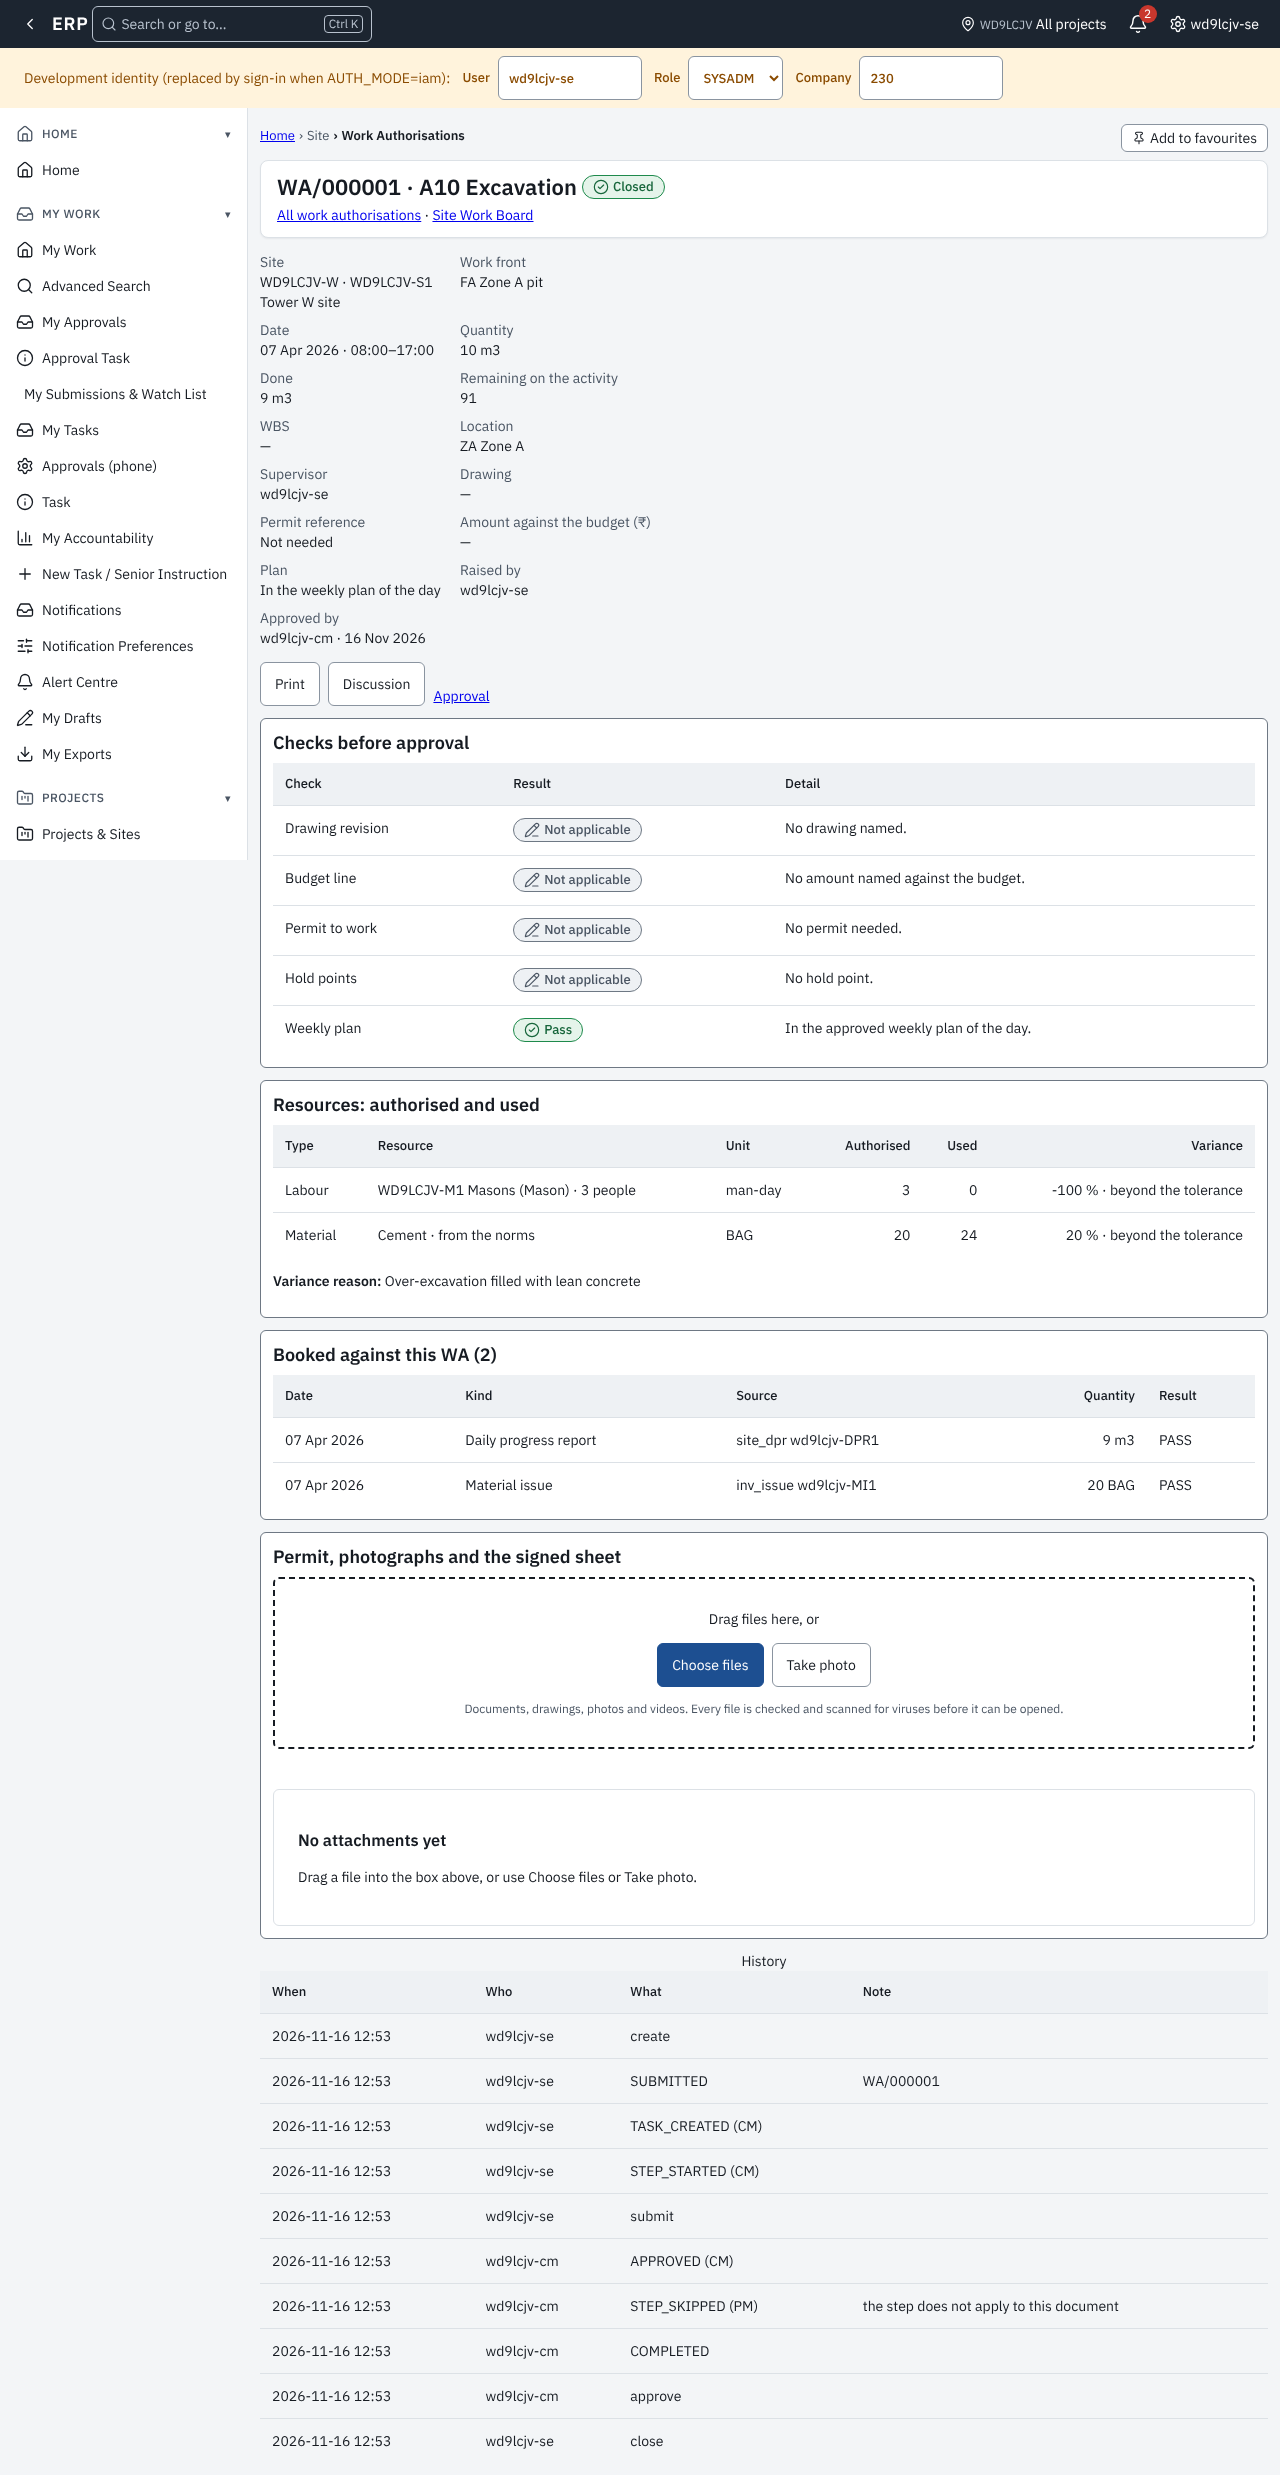 ERP
Search or go to...
Ctrl K
WD9LCJV All projects
2
wd9lcjv-se
Development identity (replaced by sign-in when AUTH_MODE=iam):
User
wd9lcjv-se
Role
SYSADM
Company
230
HOME
Home
MY WORK
My Work
Advanced Search
My Approvals
Approval Task
My Submissions & Watch List
My Tasks
Approvals (phone)
Task
My Accountability
New Task / Senior Instruction
Notifications
Notification Preferences
Alert Centre
My Drafts
My Exports
PROJECTS
Projects & Sites
Home › Site › Work Authorisations
Add to favourites
WA/000001 · A10 Excavation
Closed
All work authorisations · Site Work Board
Site
WD9LCJV-W · WD9LCJV-S1
Tower W site
Work front
FA Zone A pit
Date
07 Apr 2026 · 08:00–17:00
Quantity
10 m3
Done
9 m3
Remaining on the activity
91
WBS
—
Location
ZA Zone A
Supervisor
wd9lcjv-se
Drawing
—
Permit reference
Not needed
Amount against the budget (₹)
—
Plan
In the weekly plan of the day
Raised by
wd9lcjv-se
Approved by
wd9lcjv-cm · 16 Nov 2026
Print
Discussion
Approval
Checks before approval
Check Result Detail
Drawing revision Not applicable No drawing named.
Budget line Not applicable No amount named against the budget.
Permit to work Not applicable No permit needed.
Hold points Not applicable No hold point.
Weekly plan Pass In the approved weekly plan of the day.
Resources: authorised and used
Type Resource Unit Authorised Used Variance
Labour WD9LCJV-M1 Masons (Mason) · 3 people man-day 3 0 -100 % · beyond the tolerance
Material Cement · from the norms BAG 20 24 20 % · beyond the tolerance
Variance reason: Over-excavation filled with lean concrete
Booked against this WA (2)
Date Kind Source Quantity Result
07 Apr 2026 Daily progress report site_dpr wd9lcjv-DPR1 9 m3 PASS
07 Apr 2026 Material issue inv_issue wd9lcjv-MI1 20 BAG PASS
Permit, photographs and the signed sheet
Drag files here, or
Choose files
Take photo
Documents, drawings, photos and videos. Every file is checked and scanned for viruses before it can be opened.
No attachments yet
Drag a file into the box above, or use Choose files or Take photo.
History
When Who What Note
2026-11-16 12:53 wd9lcjv-se create
2026-11-16 12:53 wd9lcjv-se SUBMITTED WA/000001
2026-11-16 12:53 wd9lcjv-se TASK_CREATED (CM)
2026-11-16 12:53 wd9lcjv-se STEP_STARTED (CM)
2026-11-16 12:53 wd9lcjv-se submit
2026-11-16 12:53 wd9lcjv-cm APPROVED (CM)
2026-11-16 12:53 wd9lcjv-cm STEP_SKIPPED (PM) the step does not apply to this document
2026-11-16 12:53 wd9lcjv-cm COMPLETED
2026-11-16 12:53 wd9lcjv-cm approve
2026-11-16 12:53 wd9lcjv-se close